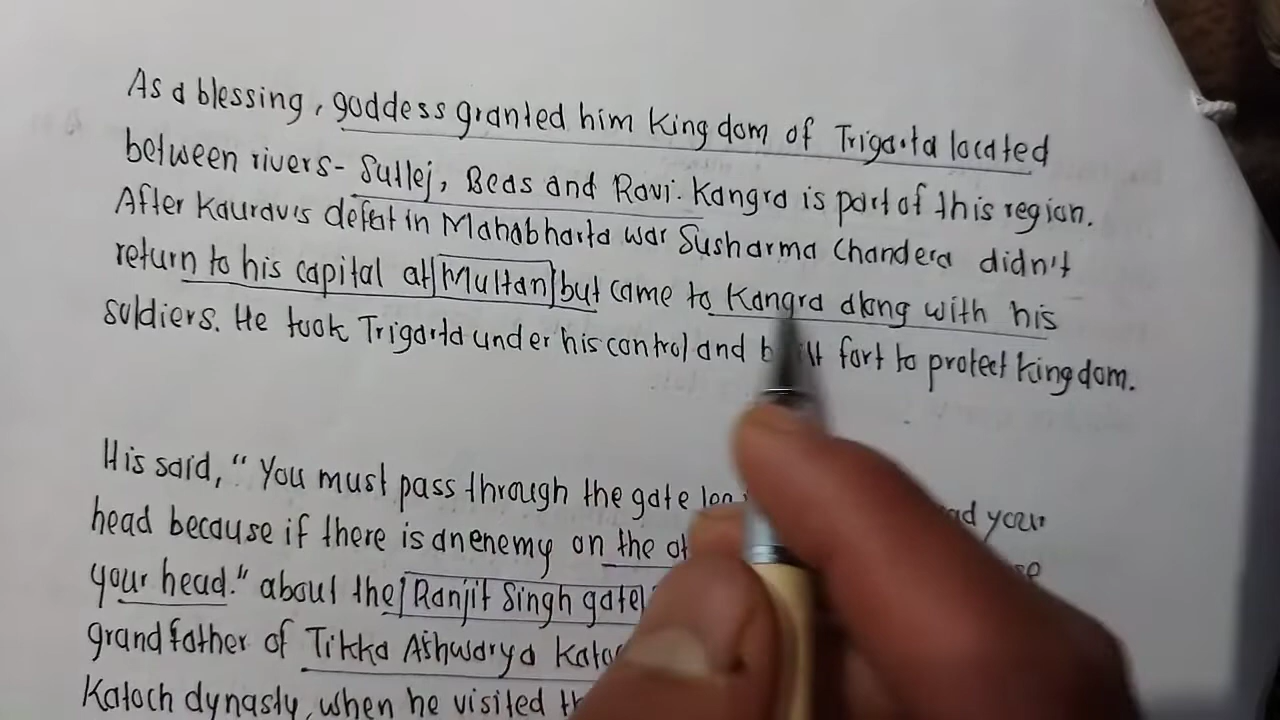 As a blessing, goddess granted him Kingdom of Trigarta located
between rivers- Sutlej, Beas and Ravi. Kangra is part of this region.
After Kauravas defeat in Mahabharta war Susharma Chandera didn't
return to his capital at Multan but came to Kangra along with his
soldiers. He took Trigarta under his control and built fort to protect kingdom.
His said, "You must pass through the gate your
head because if there is an enemy on the
your head." about the Ranjit Singh gate
grandfather of Tikka Aishwarya
Katoch dynasty, when he visited